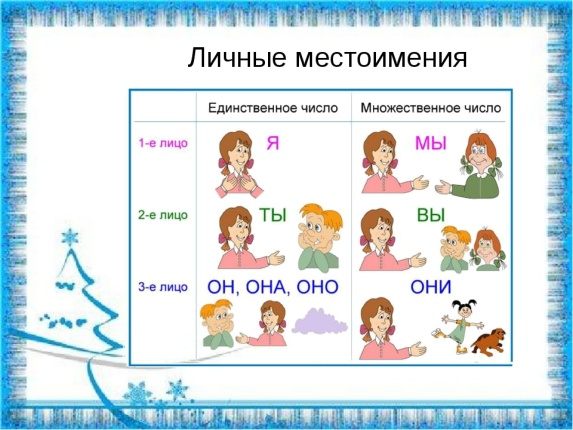 Личные местоимения
Единственное число Множественное число
1-е лицо Я МЫ
2-е лицо ТЫ ВЫ
3-е лицо ОН, ОНА, ОНО ОНИ